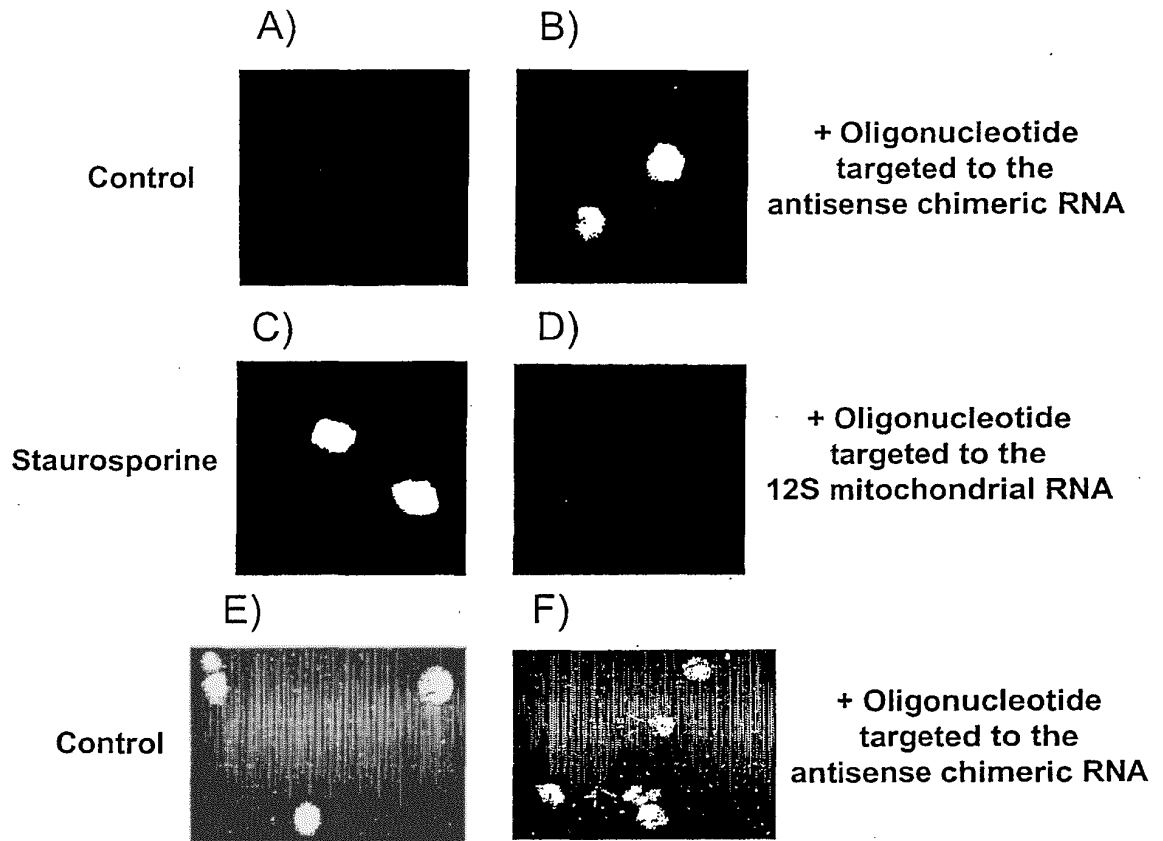 A)
B)
Control
+ Oligonucleotide
targeted to the
antisense chimeric RNA
C)
D)
Staurosporine
+ Oligonucleotide
targeted to the
12S mitochondrial RNA
E)
F)
Control
+ Oligonucleotide
targeted to the
antisense chimeric RNA